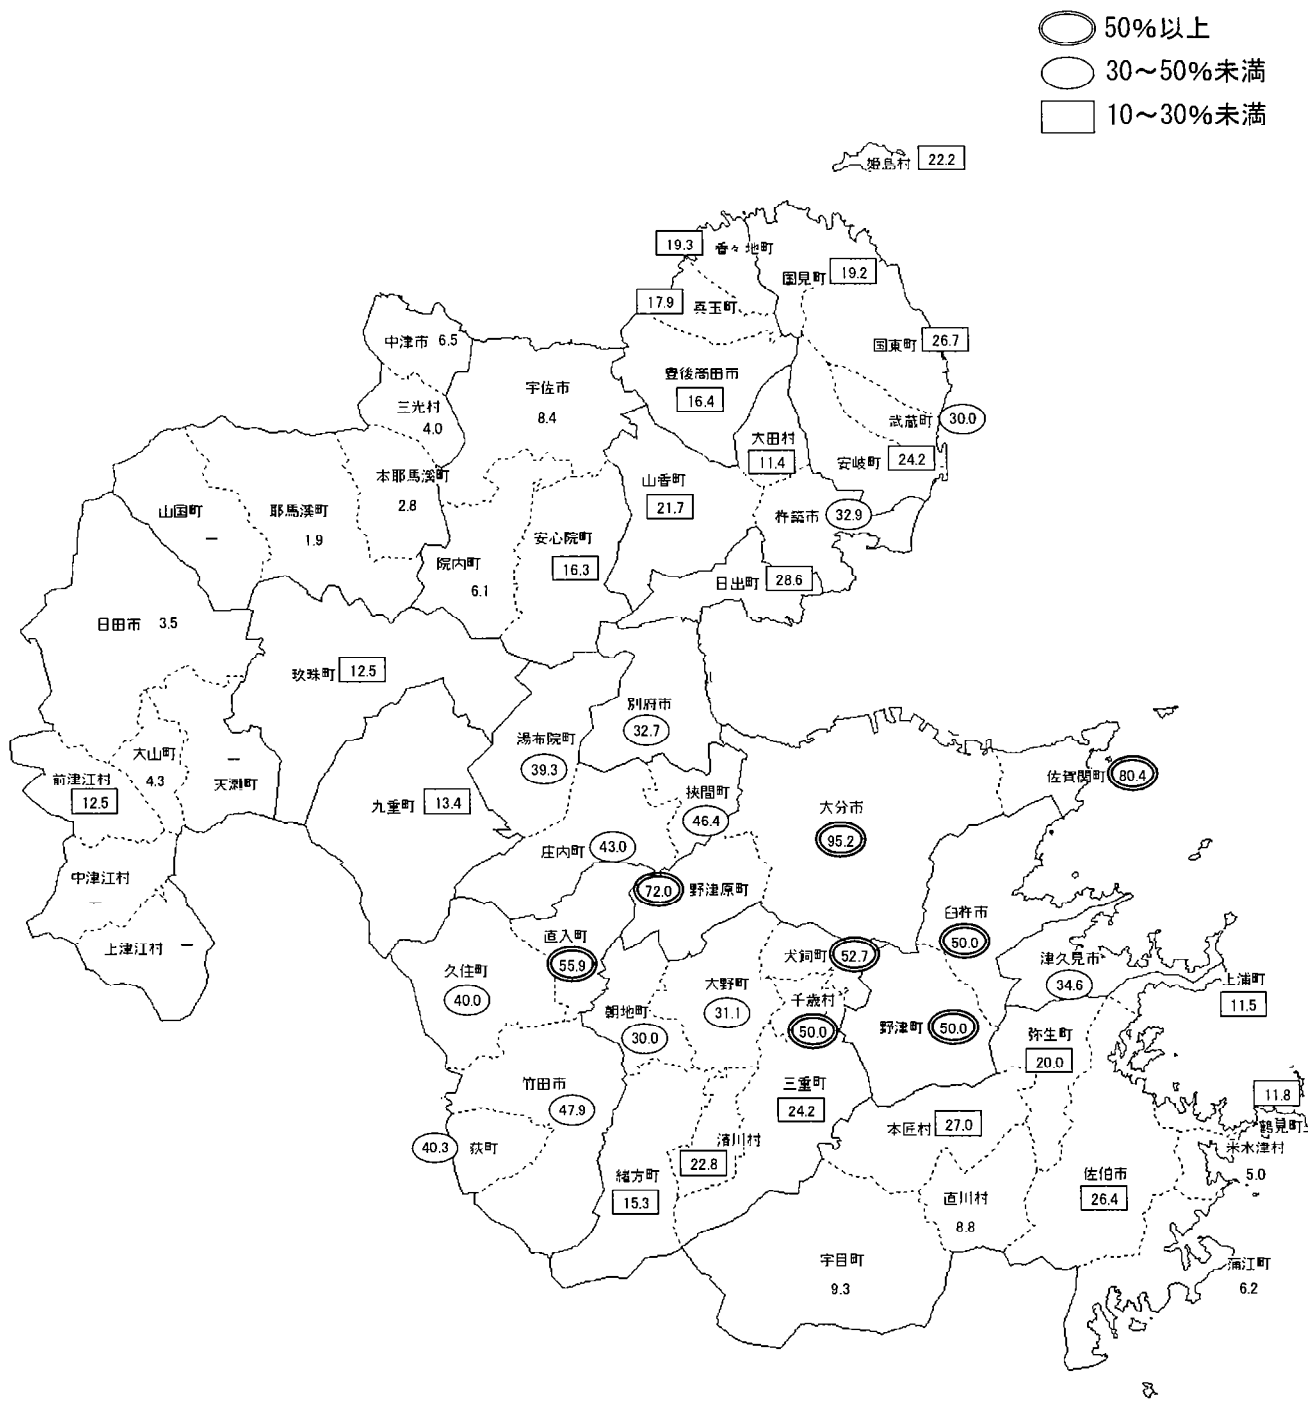 50%以上
30～50%未満
10～30%未満
姫島村 22.2
19.3 香々地町
国見町 19.2
17.9 真玉町
中津市 6.5
国東町 26.7
豊後高田市
16.4
宇佐市
8.4
三光村
4.0
武蔵町 30.0
大田村
11.4
安岐町 24.2
本耶馬溪町
2.8
山香町
21.7
山国町
－
耶馬溪町
1.9
杵築市 32.9
安心院町
16.3
院内町
6.1
日出町 28.6
日田市 3.5
玖珠町 12.5
別府市
32.7
湯布院町
39.3
大山町
4.3
－
天瀬町
前津江村
12.5
佐賀関町 80.4
挾間町
46.4
九重町 13.4
大分市
95.2
庄内町 43.0
中津江村
－
72.0 野津原町
臼杵市
50.0
上津江村 －
直入町
55.9
犬飼町 52.7
津久見市
34.6
久住町
40.0
大野町
31.1
上浦町
11.5
千歳村
50.0
朝地町
30.0
野津町 50.0
弥生町
20.0
竹田市
47.9
三重町
24.2
11.8
鶴見町
本匠村 27.0
40.3 荻町
清川村
22.8
米水津村
5.0
緒方町
15.3
佐伯市
26.4
直川村
8.8
宇目町
9.3
蒲江町
6.2